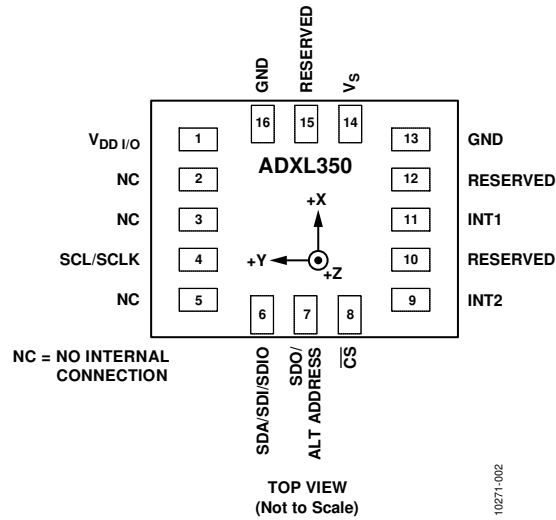 GND
RESERVED
VS
16
15
14
VDD I/O
1
ADXL350
13
GND
NC
2
12
RESERVED
+X
NC
3
11
INT1
SCL/SCLK
4
+Y
+Z
10
RESERVED
NC
5
9
INT2
6
7
8
NC = NO INTERNAL
CONNECTION
SDA/SDI/SDIO
SDO/
ALT ADDRESS
CS
TOP VIEW
(Not to Scale)
10271-002